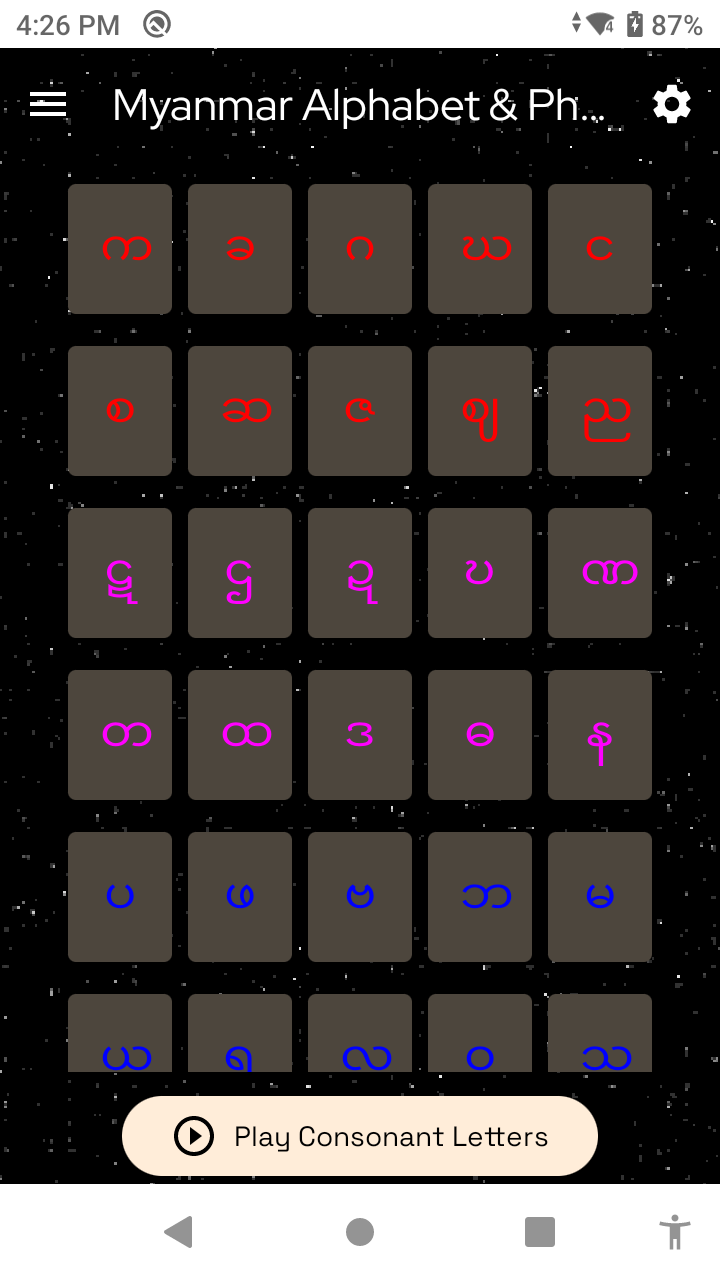 4:26 PM 4 87%
Myanmar Alphabet & Ph...
က ခ ဂ ဃ င
စ ဆ ဇ ဈ ည
ဋ ဌ ဍ ဎ ဏ
တ ထ ဒ ဓ န
ပ ဖ ဗ ဘ မ
ယ ရ လ ဝ သ
Play Consonant Letters